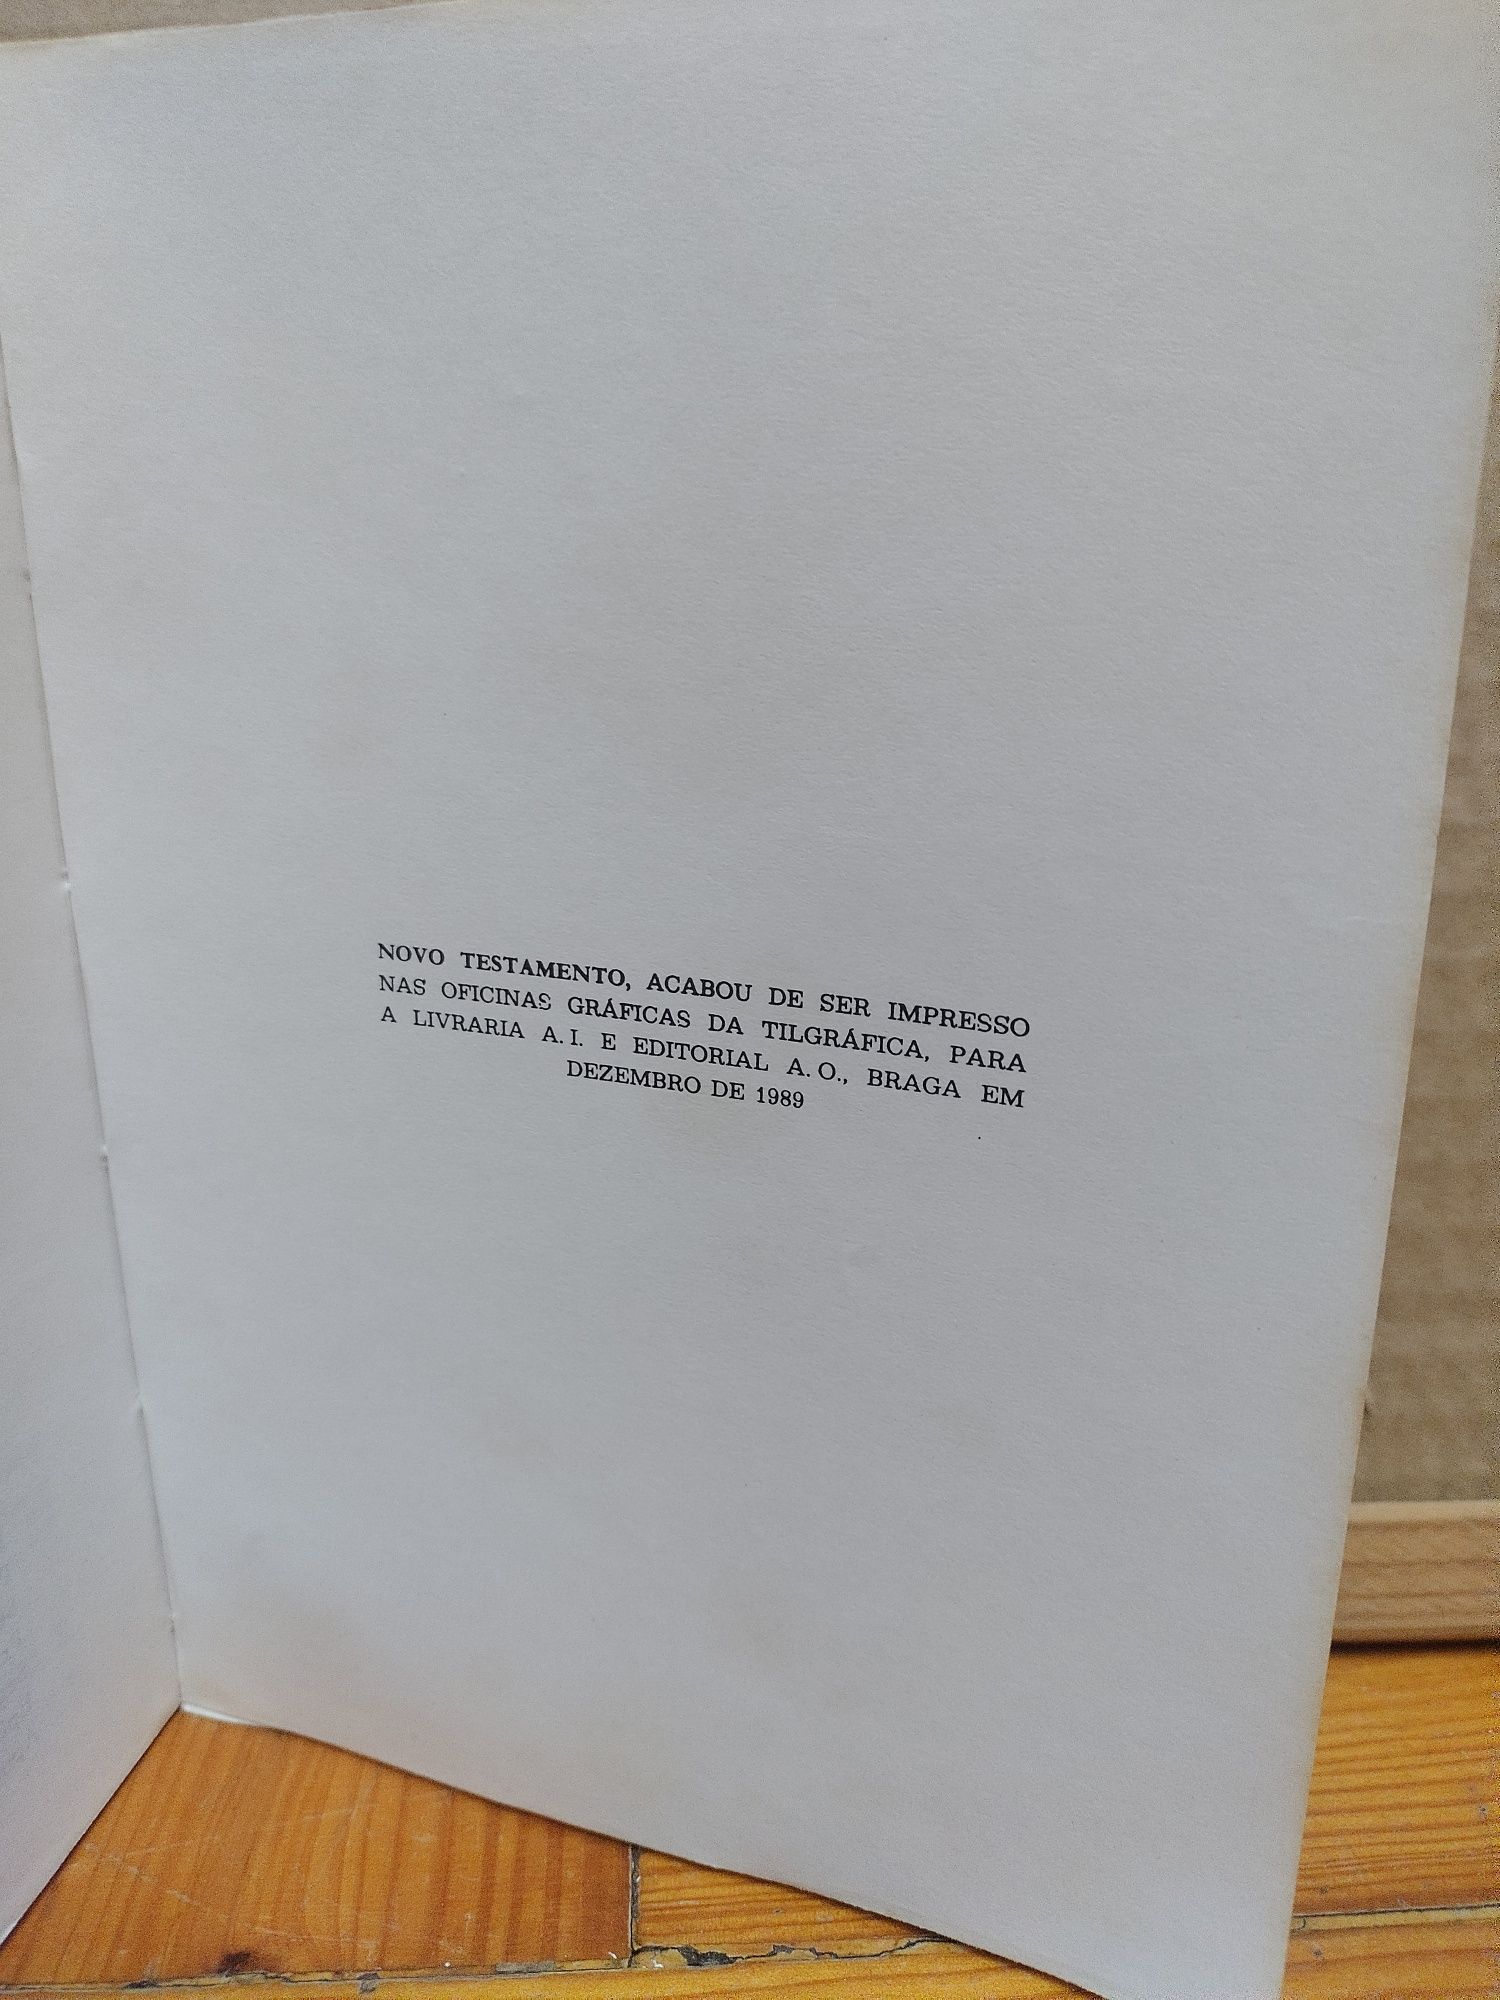 NOVO TESTAMENTO, ACABOU DE SER IMPRESSO
NAS OFICINAS GRÁFICAS DA TILGRÁFICA, PARA
A LIVRARIA A. I. E EDITORIAL A. O., BRAGA EM
DEZEMBRO DE 1989